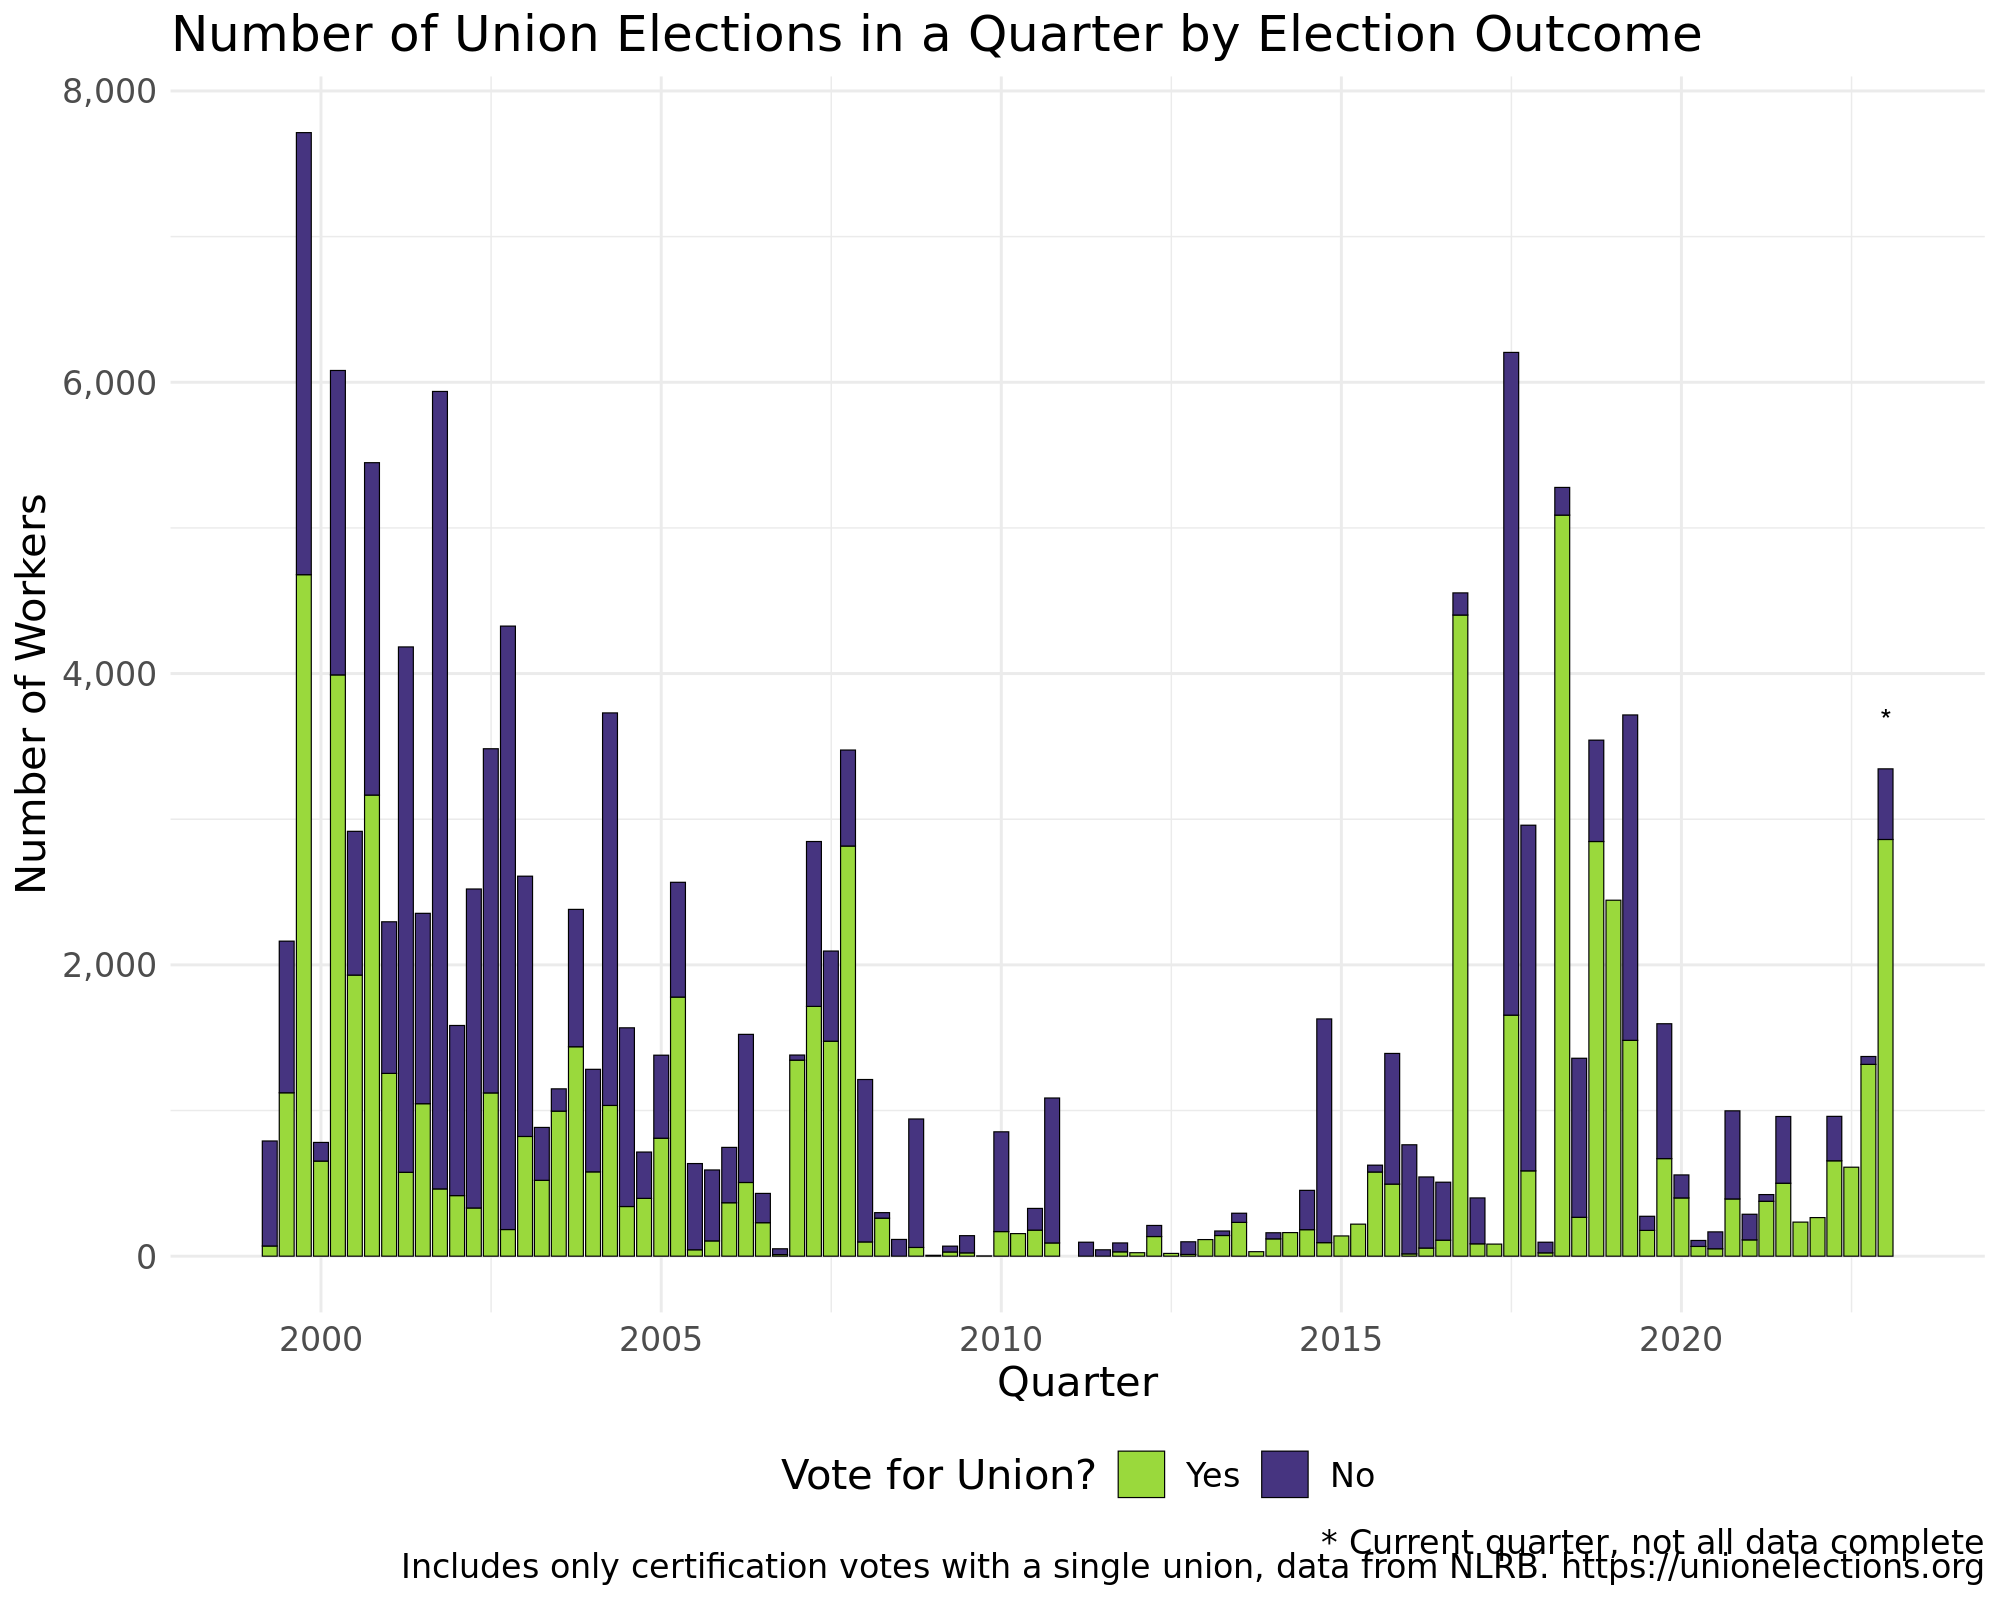 Number of Union Elections in a Quarter by Election Outcome
8,000
6,000
4,000
2,000
0
Number of Workers
*
2000 2005 2010 2015 2020
Quarter
Vote for Union? Yes No
* Current quarter, not all data complete
Includes only certification votes with a single union, data from NLRB. https://unionelections.org